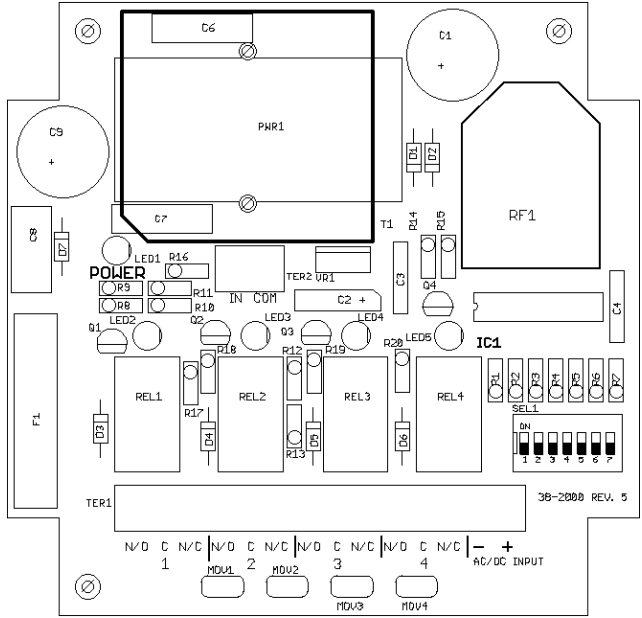 C6
C1
+
PWR1
C9
+
D1
D2
RF1
C7
C8
D7
T1
R14
R15
LED1
R16
POWER
TER2
VR1
C3
Q4
C4
R9
R11
R8
R10
IN COM
C2 +
Q1
LED2
Q2
LED3
Q3
LED4
R20
LED5
IC1
R18
R12
R19
R17
R13
REL1
REL2
REL3
REL4
R1
R2
R3
R4
R5
R6
R7
F1
D3
D4
D5
D6
SEL1
ON
1 2 3 4 5 6 7
TER1
38-2000 REV. 5
N/O C N/C N/O C N/C N/O C N/C N/O C N/C - +
1 2 3 4 AC/DC INPUT
MOV1
MOV2
MOV3
MOV4